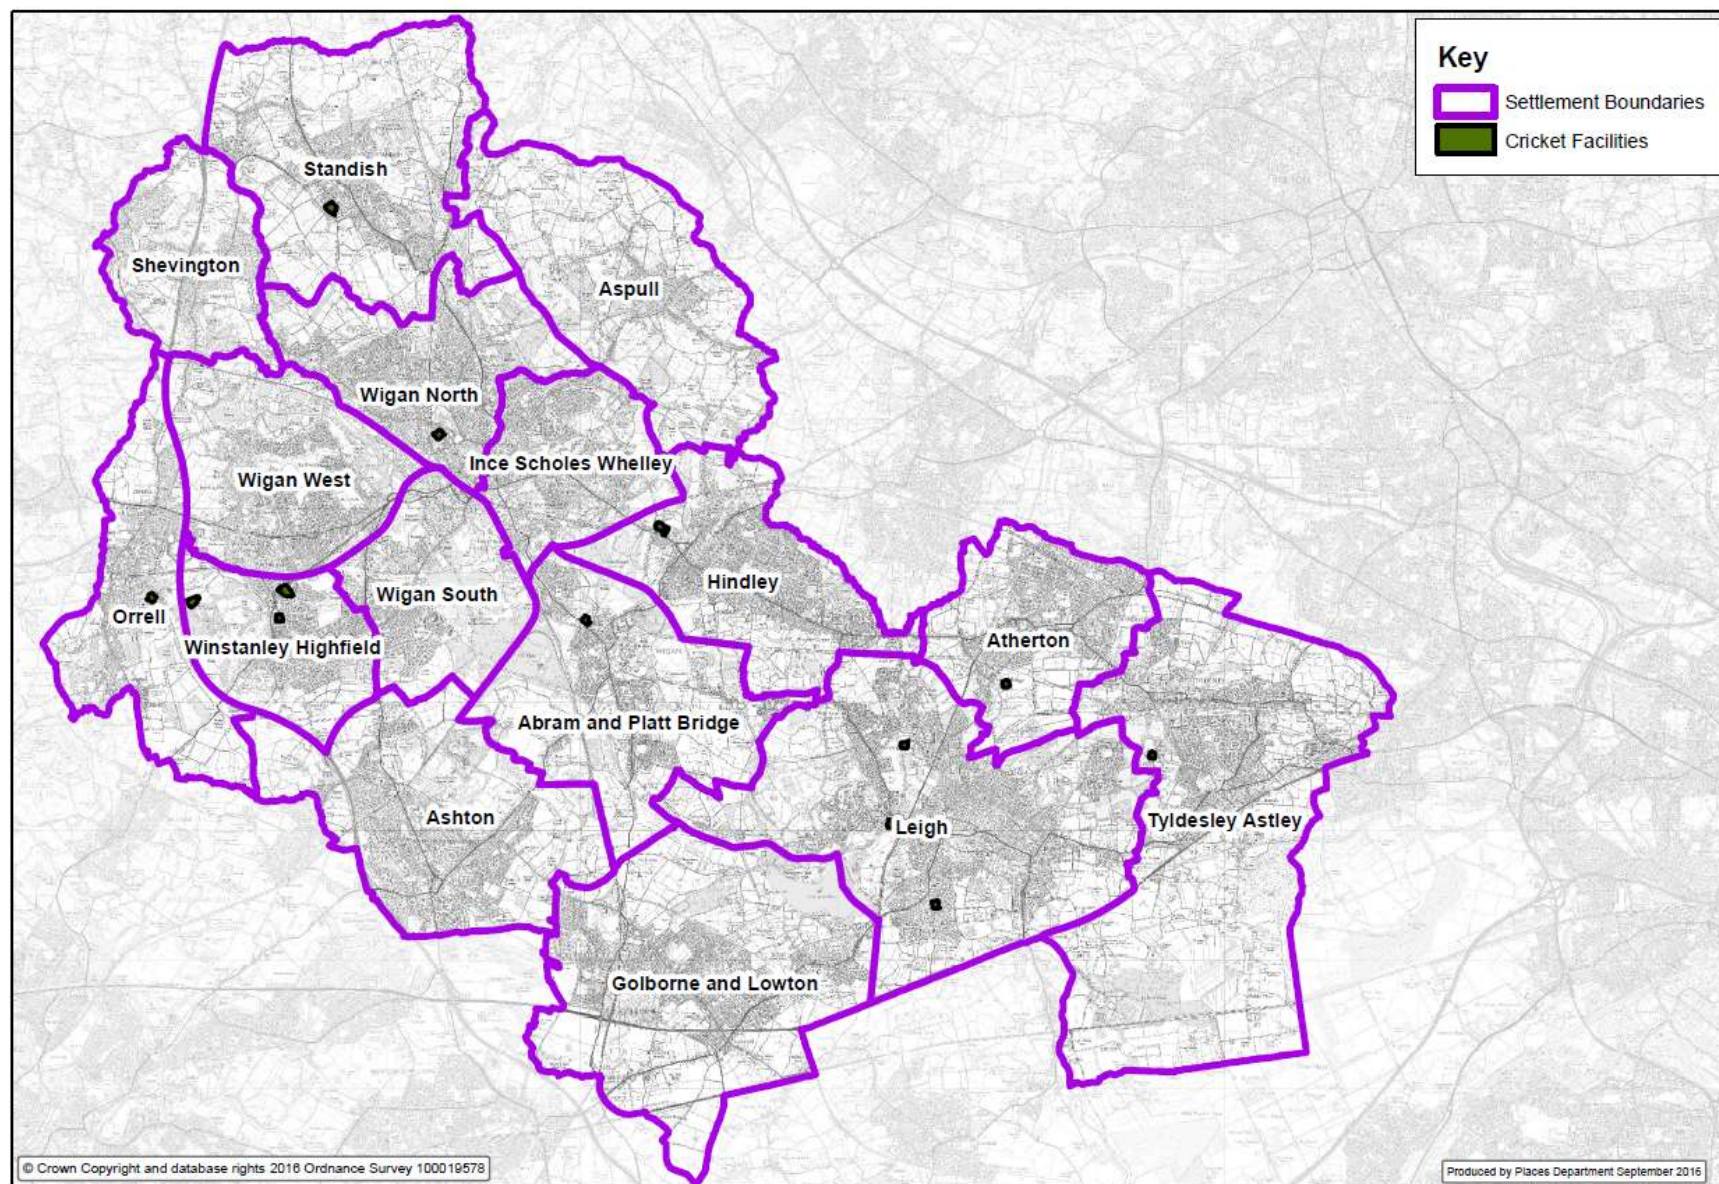 Key
Settlement Boundaries
Cricket Facilities
Standish
Shevington
Aspull
Wigan North
Ince Scholes Whelley
Wigan West
Hindley
Wigan South
Orrell
Winstanley Highfield
Atherton
Abram and Platt Bridge
Ashton
Leigh
Tyldesley Astley
Golborne and Lowton
© Crown Copyright and database rights 2016 Ordnance Survey 100019578
Produced by Places Department September 2016